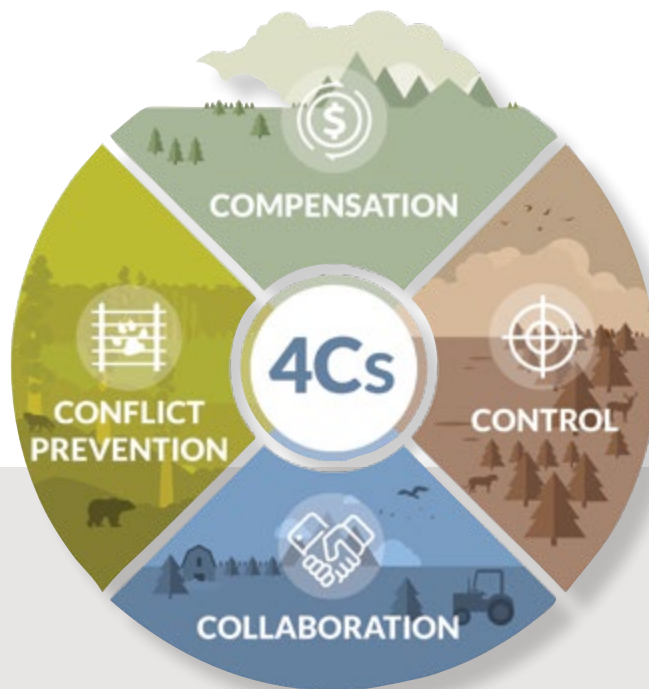 COMPENSATION
4Cs
CONFLICT
PREVENTION
CONTROL
COLLABORATION